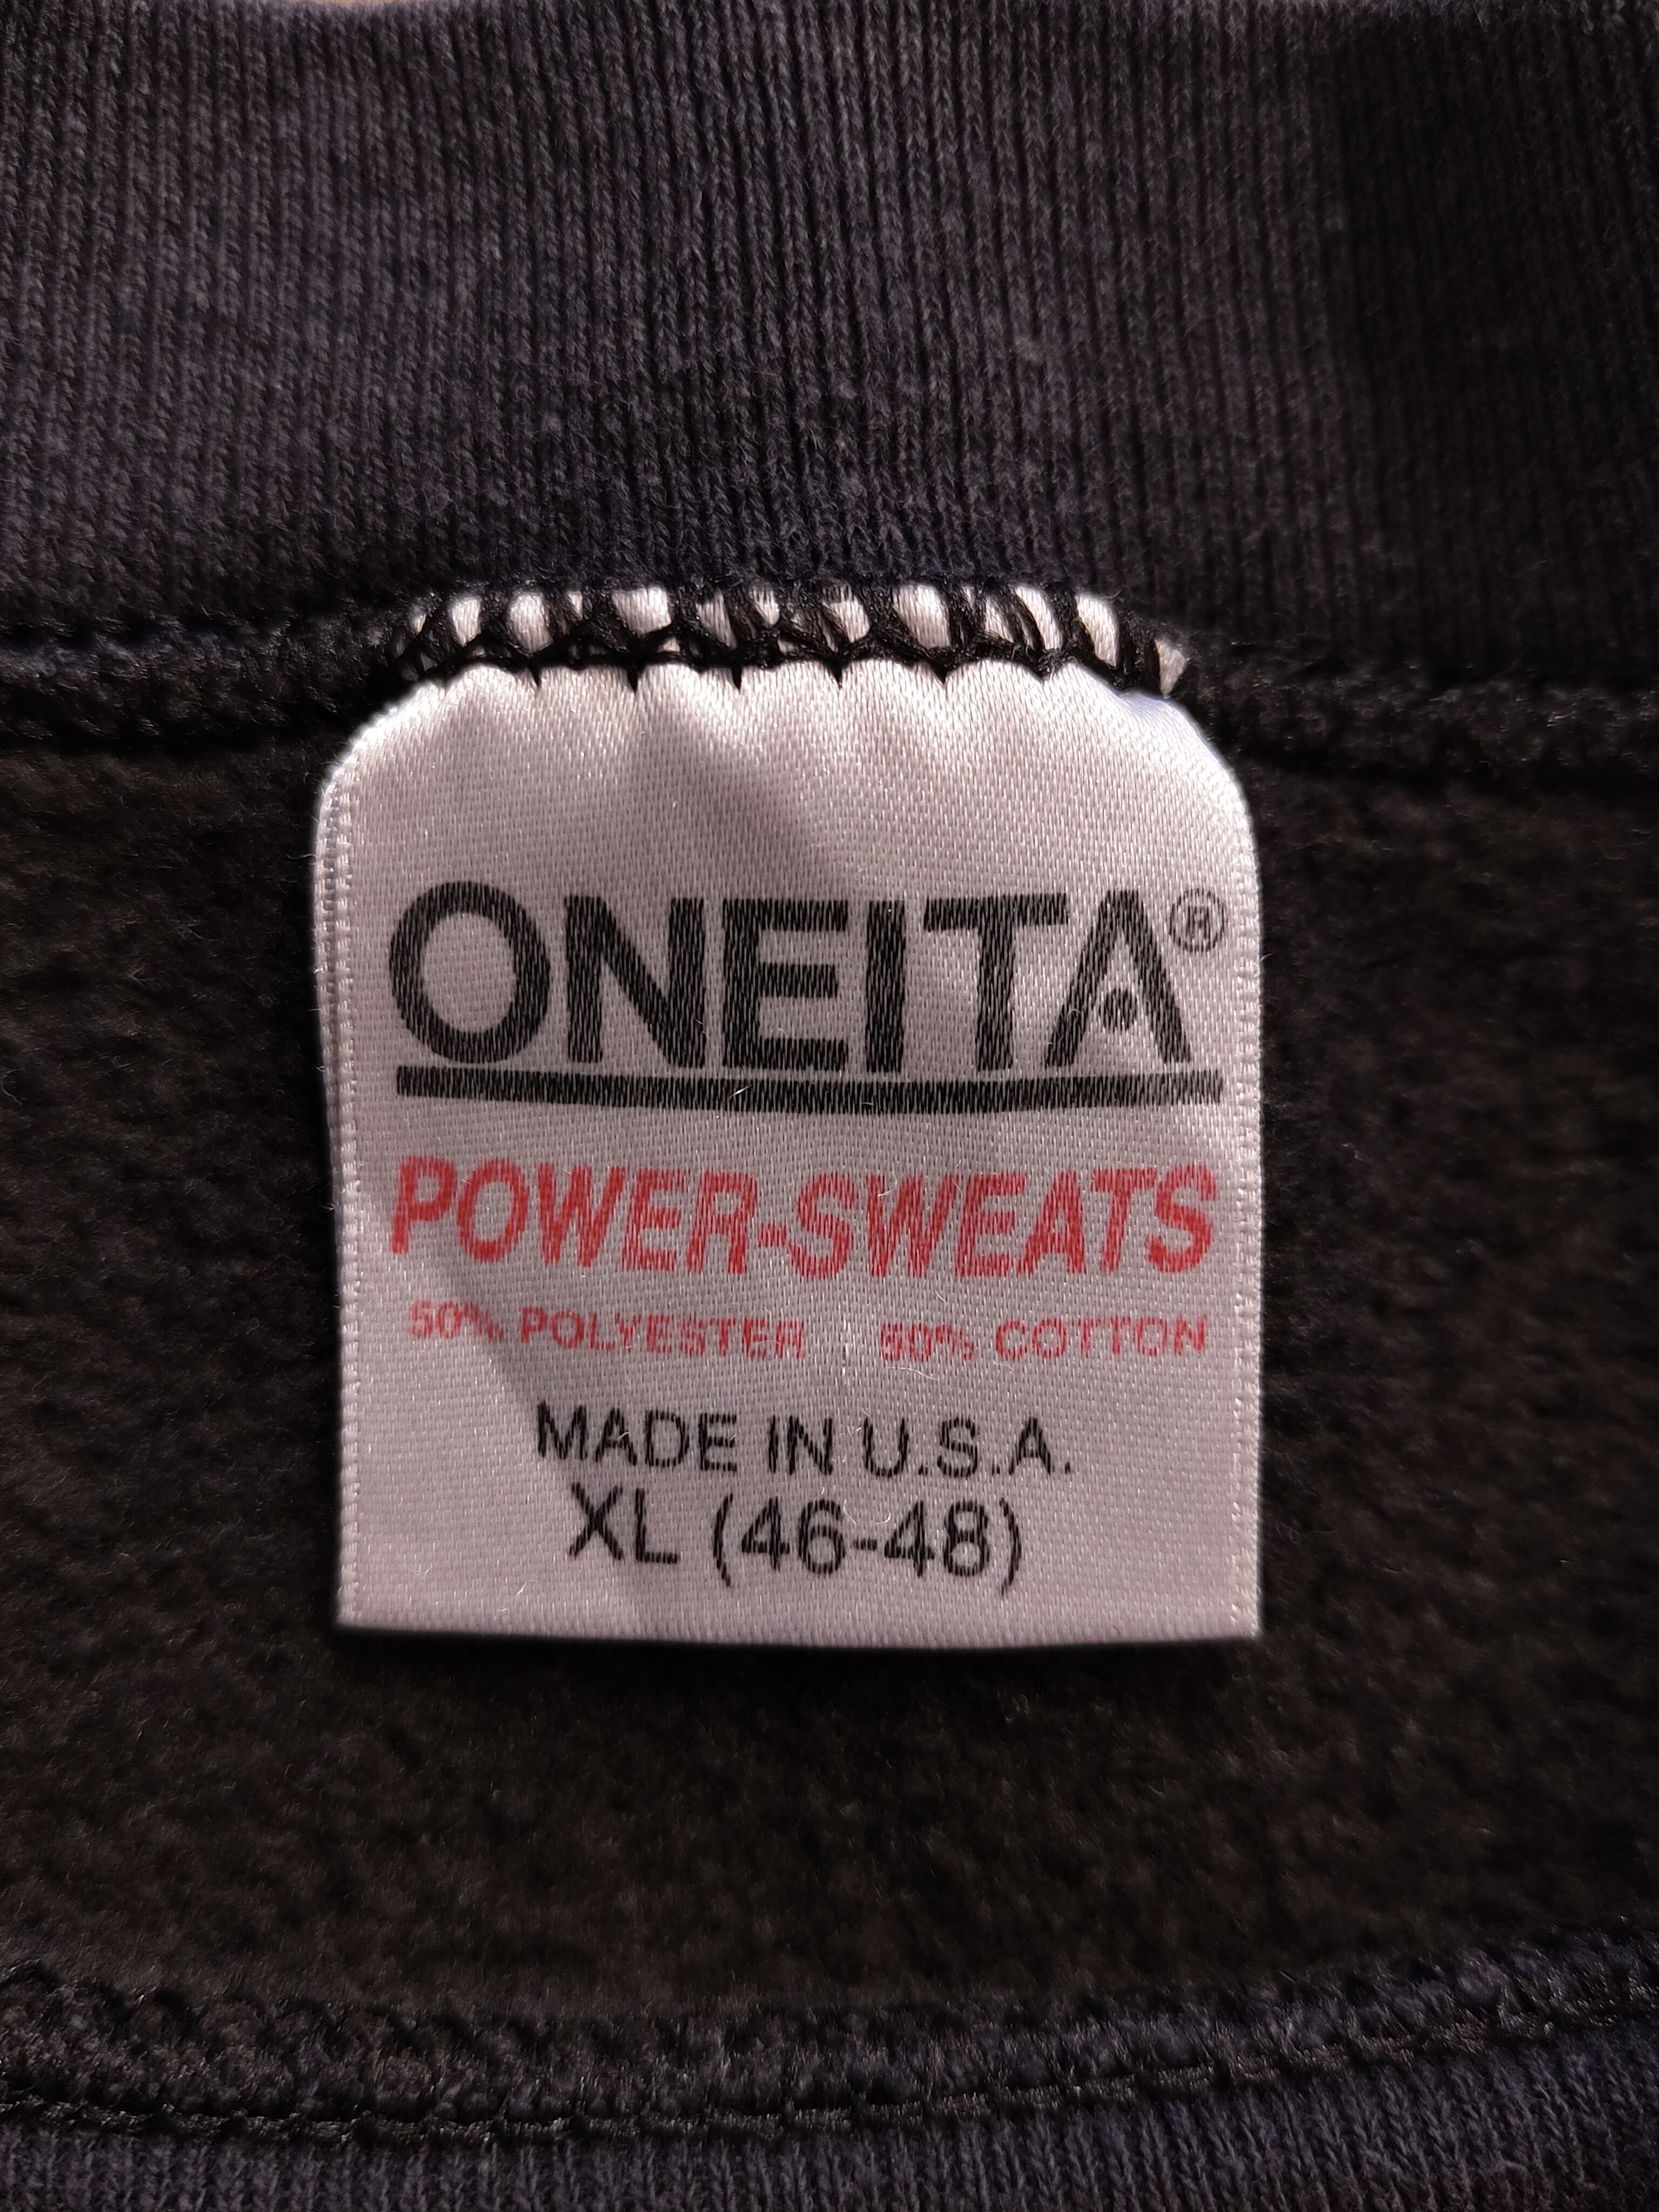 ONEITA®
POWER-SWEATS
50% POLYESTER 50% COTTON
MADE IN U.S.A.
XL (46-48)